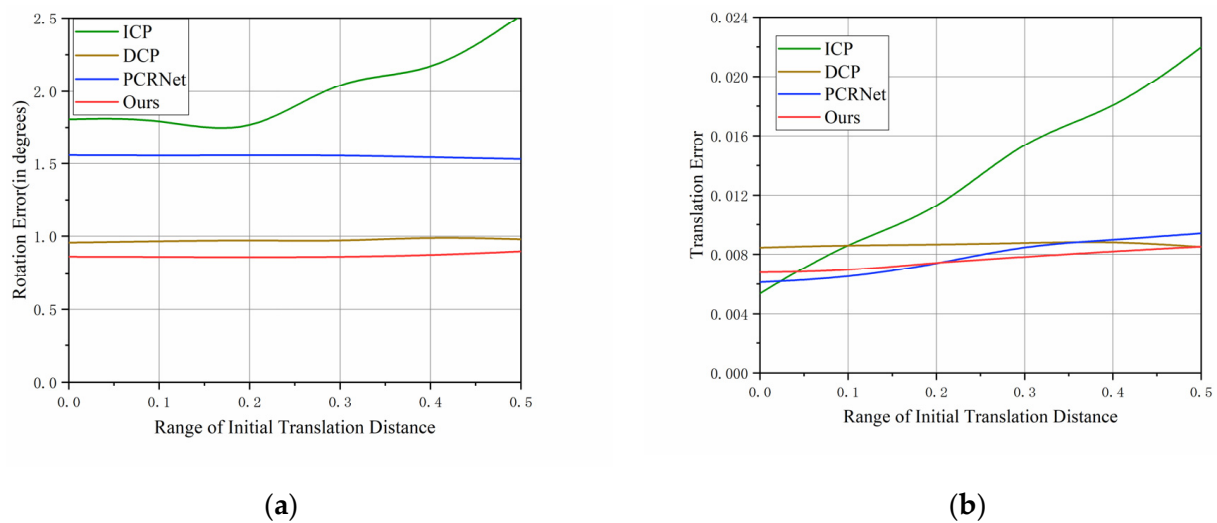 2. 5
2. 0
1. 5
1. 0
0. 5
0. 0
Rotation Error(in degrees)
ICP
DCP
PCRNet
Ours
0. 0 0. 1 0. 2 0. 3 0. 4 0. 5
Range of Initial Translation Distance
(a)
0. 024
0. 020
0. 016
0. 012
0. 008
0. 004
0. 000
Translation Error
ICP
DCP
PCRNet
Ours
0. 0 0. 1 0. 2 0. 3 0. 4 0. 5
Range of Initial Translation Distance
(b)